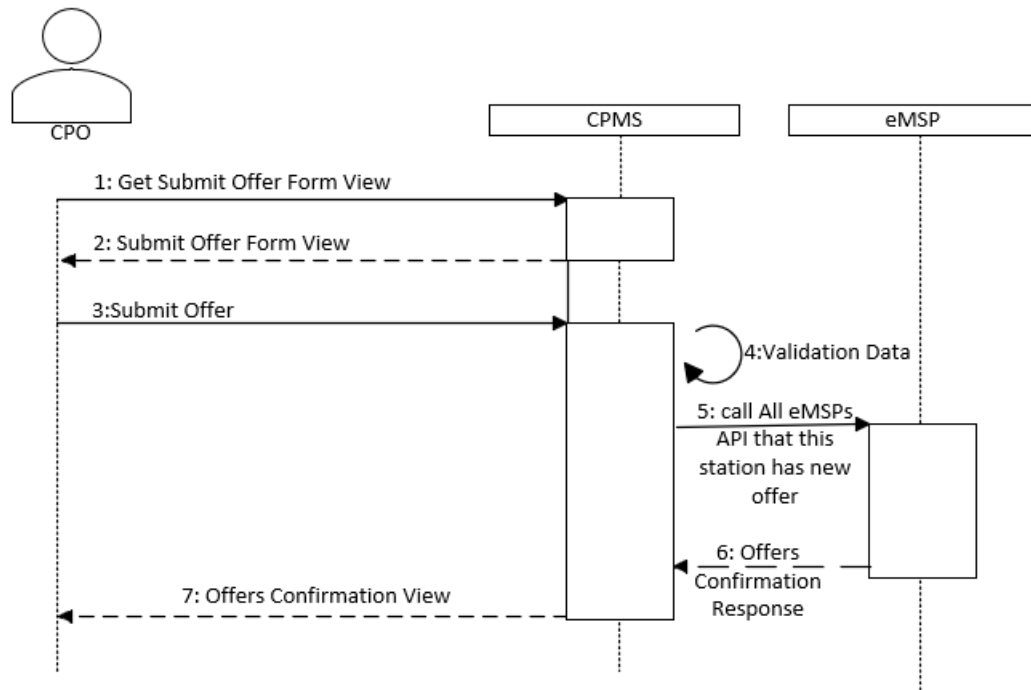 CPO
CPMS
eMSP
1: Get Submit Offer Form View
2: Submit Offer Form View
3:Submit Offer
4:Validation Data
5: call All eMSPs
API that this
station has new
offer
6: Offers
Confirmation
Response
7: Offers Confirmation View